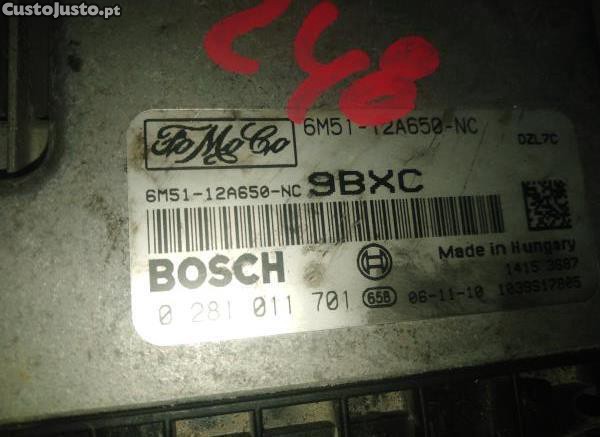 CustoJusto.pt
C48
FoMoCo
6M51-12A650-NC
DZL7C
6M51-12A650-NC 9BXC
BOSCH
Made in Hungary
1415 3687
0 281 011 701 658 06-11-10 1039S17805